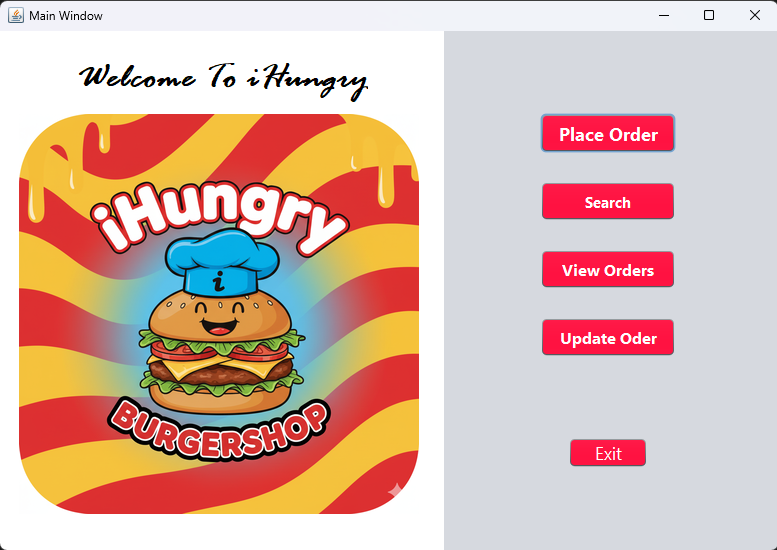 Main Window
Welcome To iHungry
iHungry
i
BURGERSHOP
Place Order
Search
View Orders
Update Oder
Exit